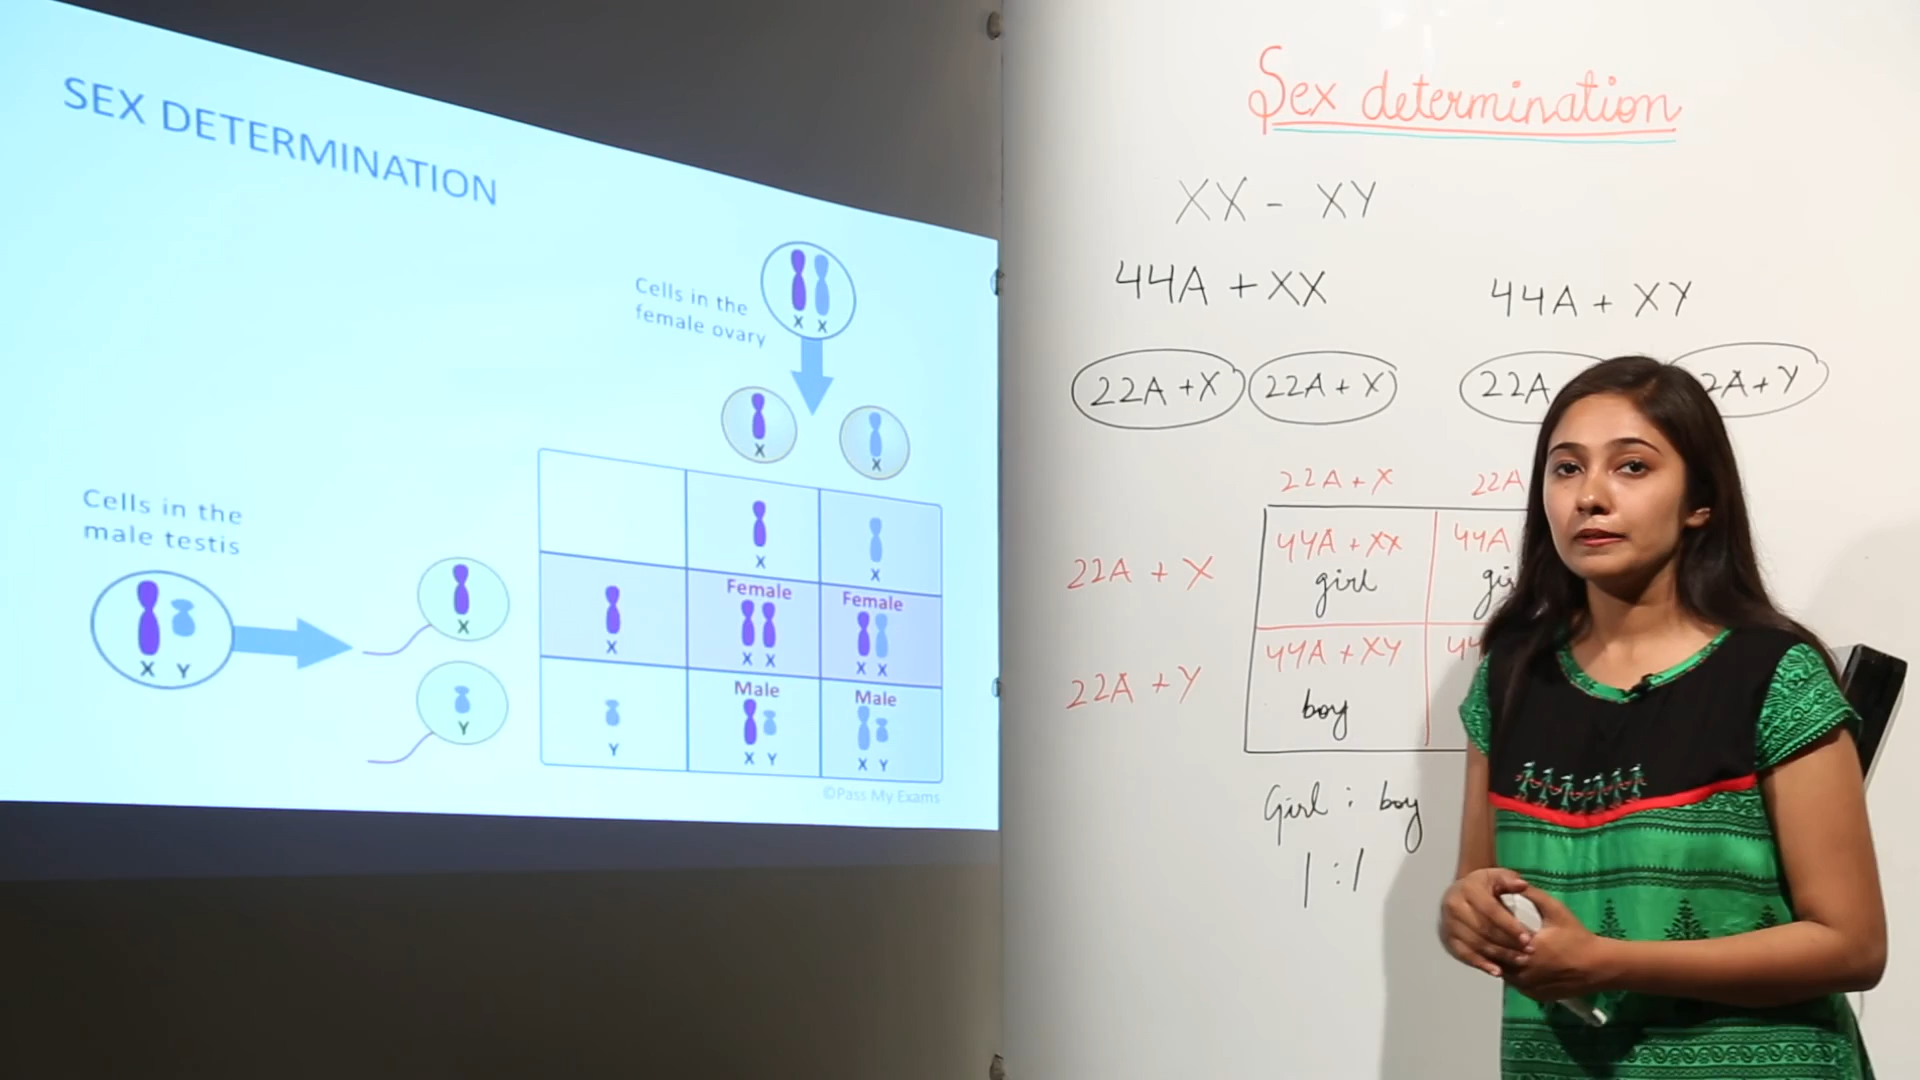 SEX DETERMINATION
Cells in the
female ovary
X X
X
X
Cells in the
male testis
X Y
X
Y
X
X
X
Female
X X
Female
X X
Y
Male
X Y
Male
X Y
©Pass My Exams
Sex determination
XX - XY
44A + XX
44A + XY
22A + X
22A + X
22A
2A + Y
22A + X
22A
22A + X
44A + XX
girl
44A
gi
22A + Y
44A + XY
boy
44
Girl : boy
1 : 1